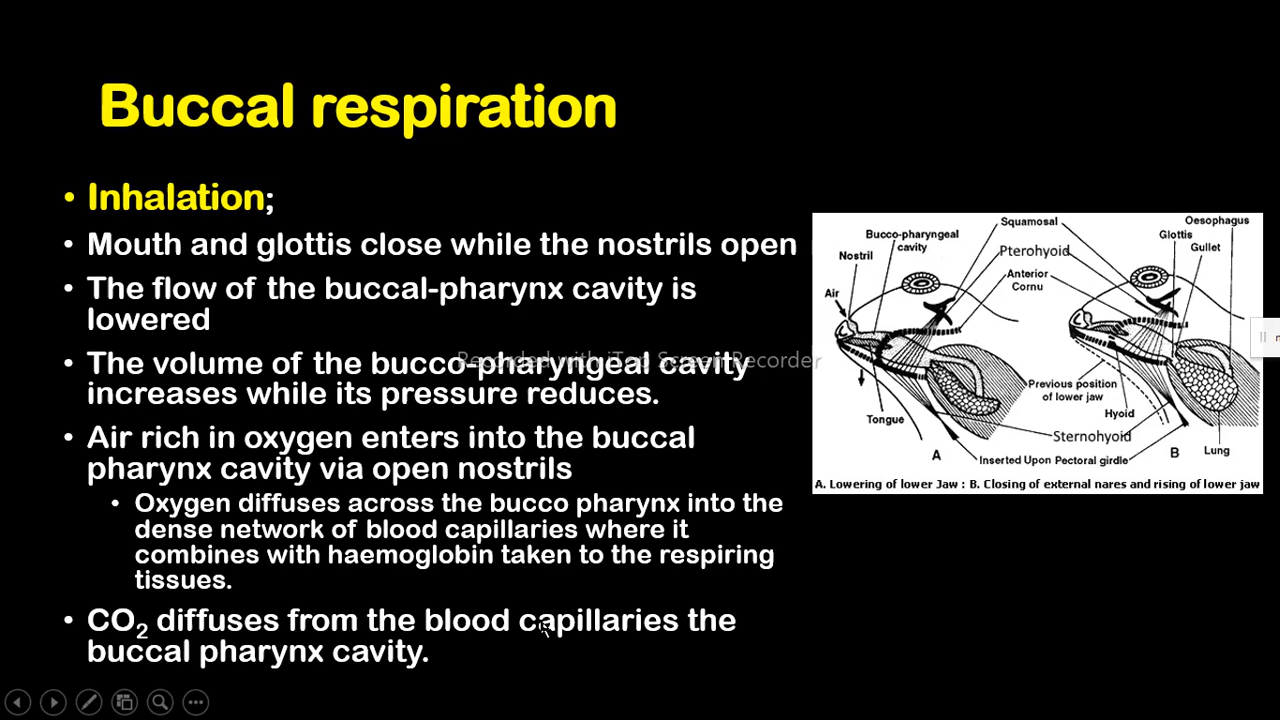 Buccal respiration
• Inhalation;
• Mouth and glottis close while the nostrils open
• The flow of the buccal-pharynx cavity is
lowered
• The volume of the bucco-pharyngeal cavity
increases while its pressure reduces.
• Air rich in oxygen enters into the buccal
pharynx cavity via open nostrils
• Oxygen diffuses across the bucco pharynx into the
dense network of blood capillaries where it
combines with haemoglobin taken to the respiring
tissues.
• CO₂ diffuses from the blood capillaries the
buccal pharynx cavity.
Recorded with iTop Screen Recorder
Squamosal
Oesophagus
Bucco-pharyngeal
cavity
Glottis
Nostril
Pterohyoid
Gullet
Anterior
Cornu
Air
Previous position
of lower jaw
Tongue
Hyoid
Sternohyoid
A
Inserted Upon Pectoral girdle
B
Lung
A. Lowering of lower Jaw : B. Closing of external nares and rising of lower jaw